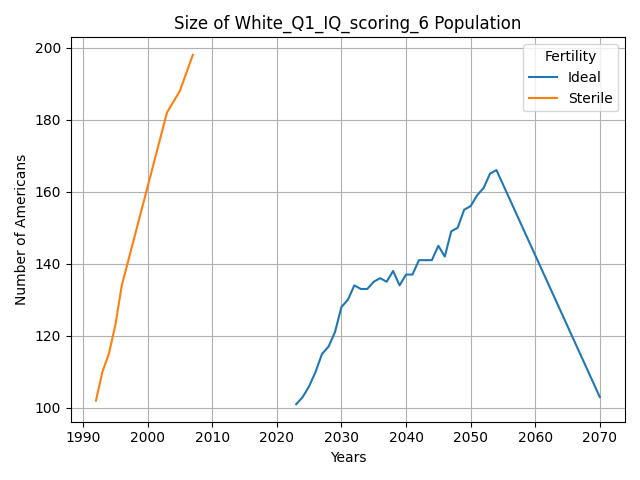 Size of White_Q1_IQ_scoring_6 Population
Fertility
Ideal
Sterile
Number of Americans
200
180
160
140
120
100
1990
2000
2010
2020
2030
2040
2050
2060
2070
Years